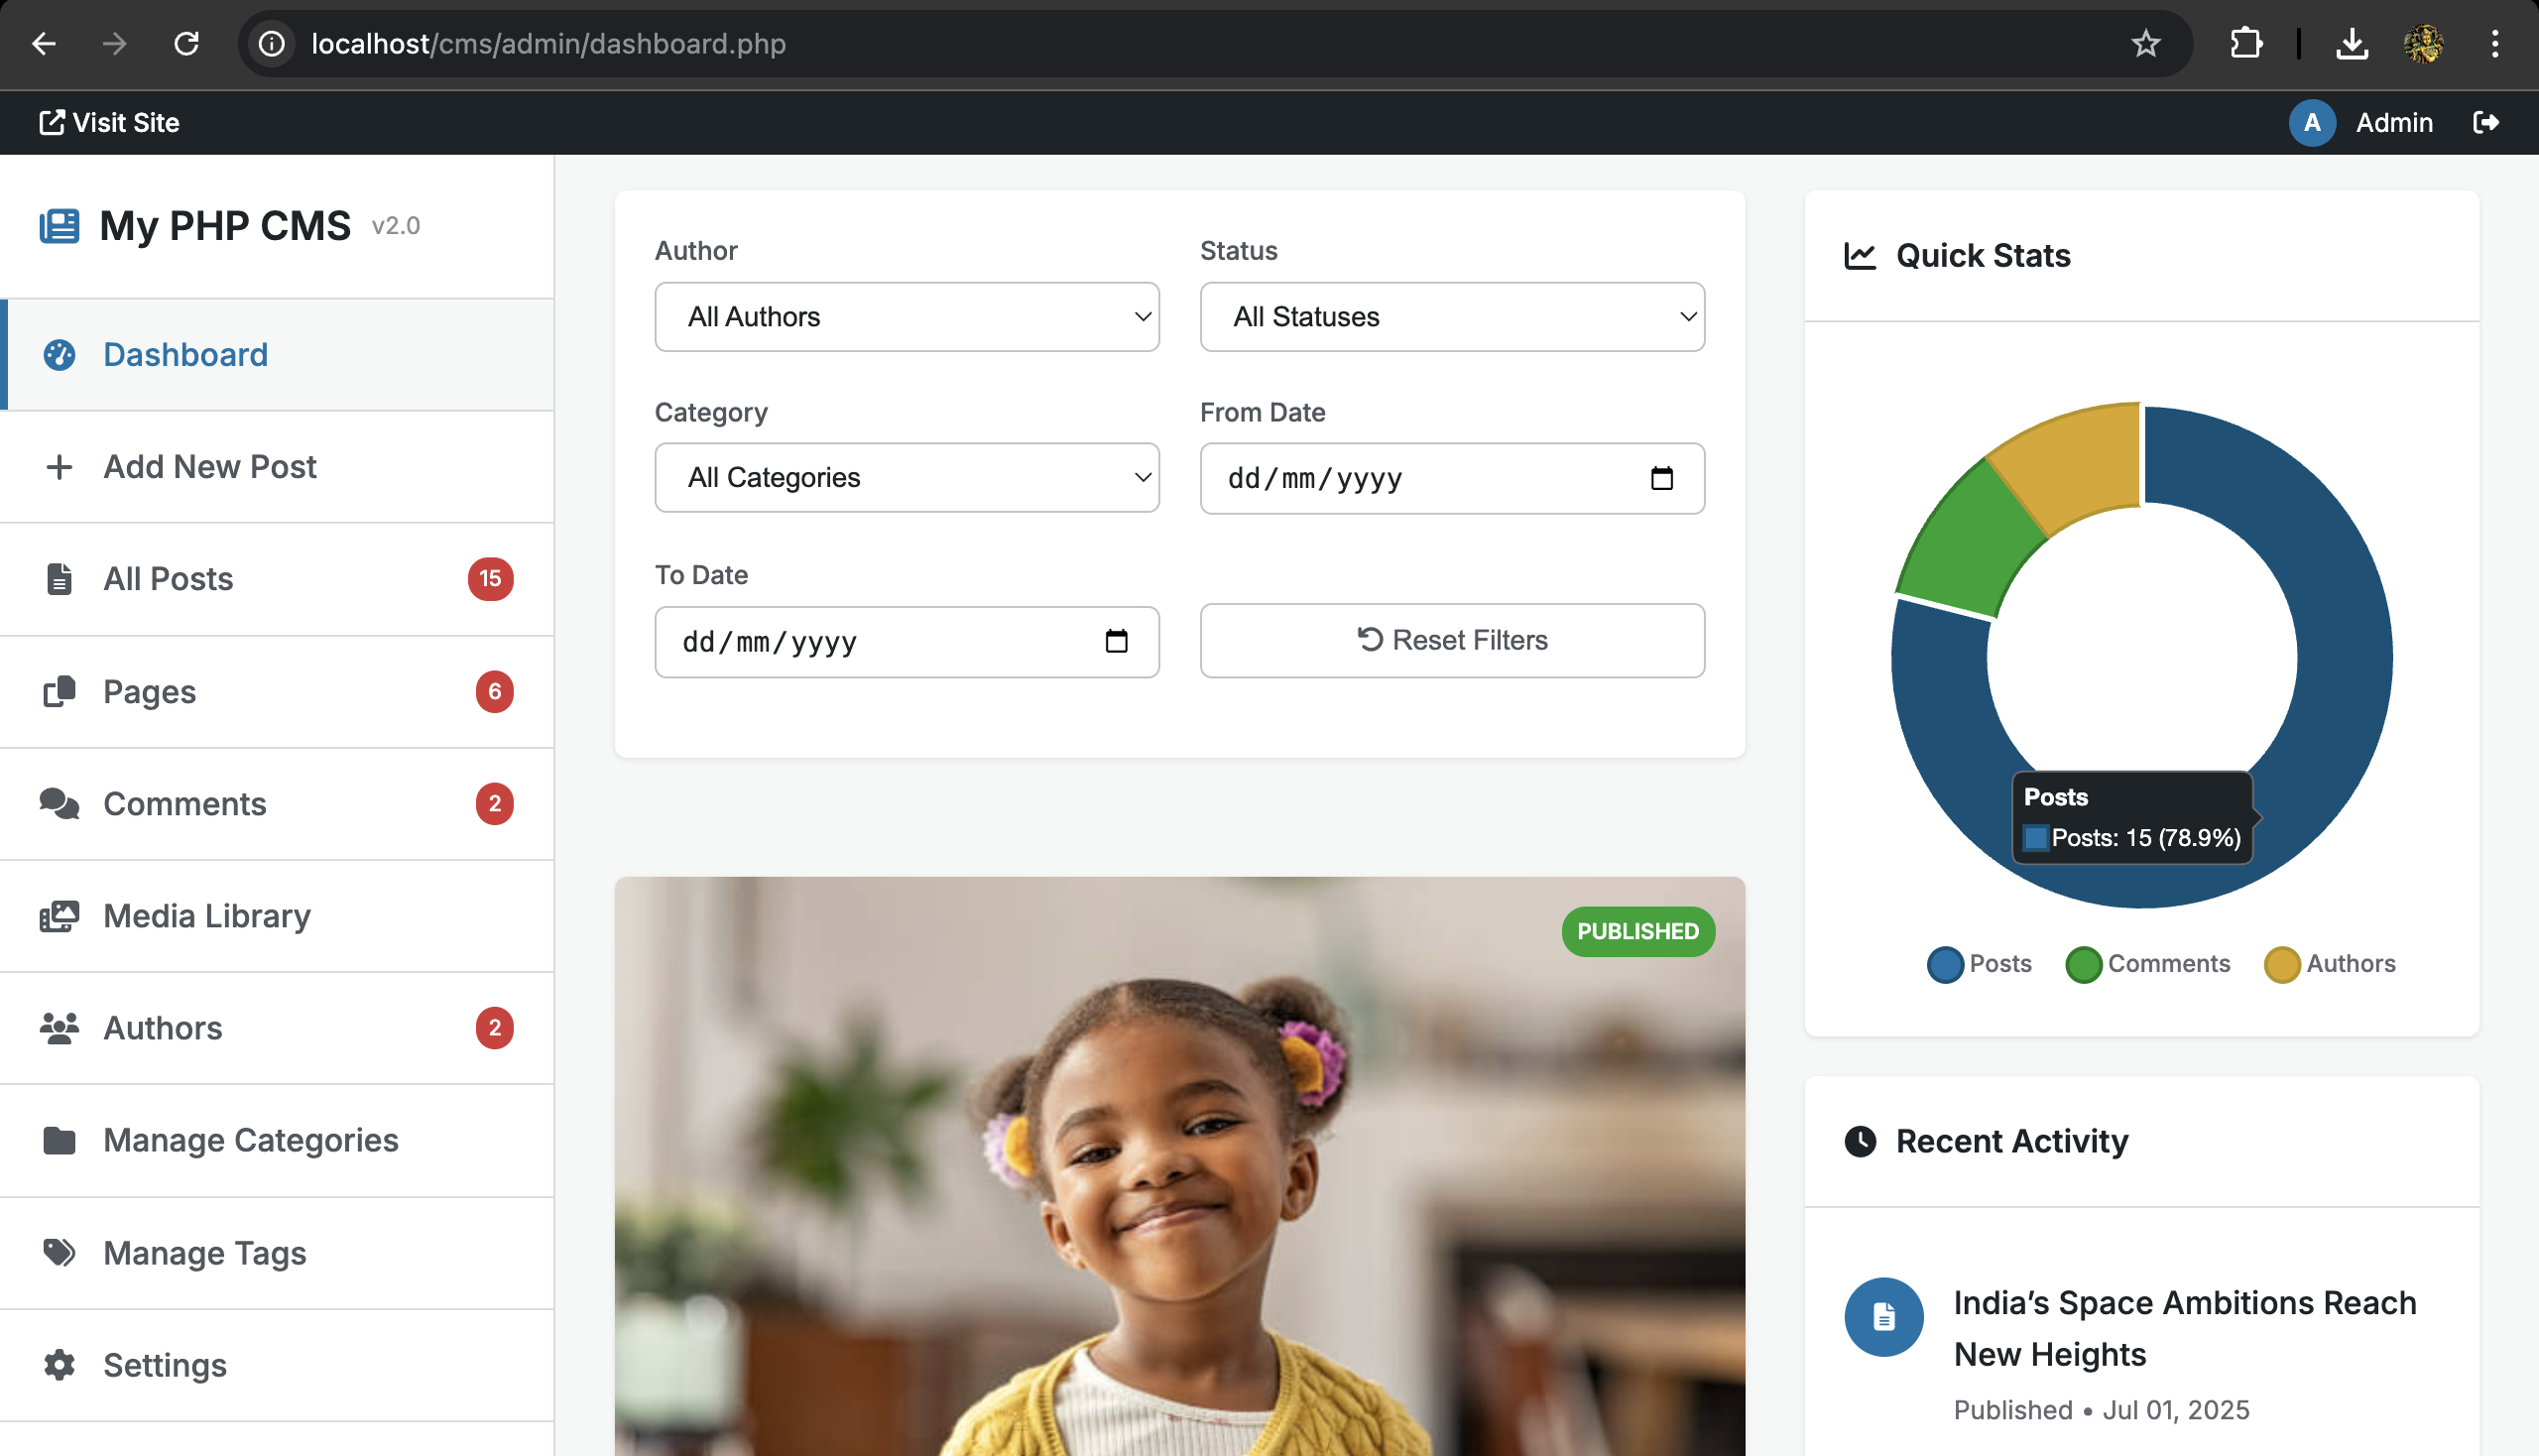 localhost/cms/admin/dashboard.php
Visit Site
A Admin
My PHP CMS v2.0
Dashboard
Add New Post
All Posts 15
Pages 6
Comments 2
Media Library
Authors 2
Manage Categories
Manage Tags
Settings
Author
All Authors
Status
All Statuses
Category
All Categories
From Date
dd/mm/yyyy
To Date
dd/mm/yyyy
Reset Filters
PUBLISHED
Quick Stats
Posts
Posts: 15 (78.9%)
Posts Comments Authors
Recent Activity
India’s Space Ambitions Reach
New Heights
Published • Jul 01, 2025